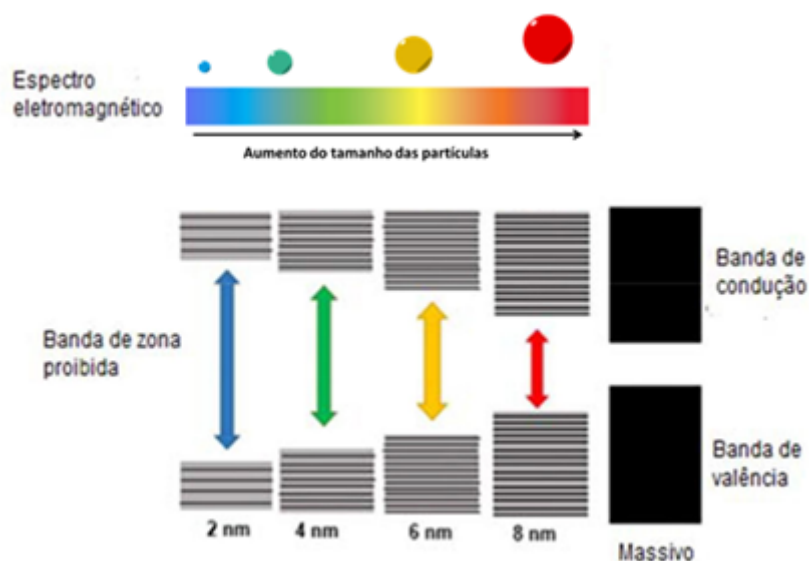 Espectro
eletromagnético
Aumento do tamanho das partículas
Banda de
condução
Banda de zona
proibida
Banda de
valência
2 nm
4 nm
6 nm
8 nm
Massivo